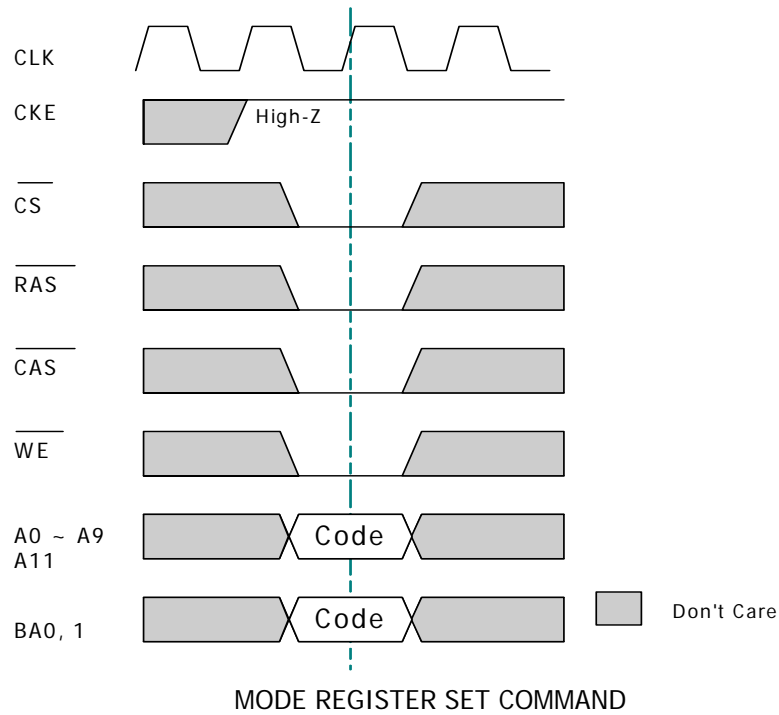 CLK
CKE
High-Z
CS
RAS
CAS
WE
A0 ~ A9
A11
Code
BA0, 1
Code
Don't Care
MODE REGISTER SET COMMAND